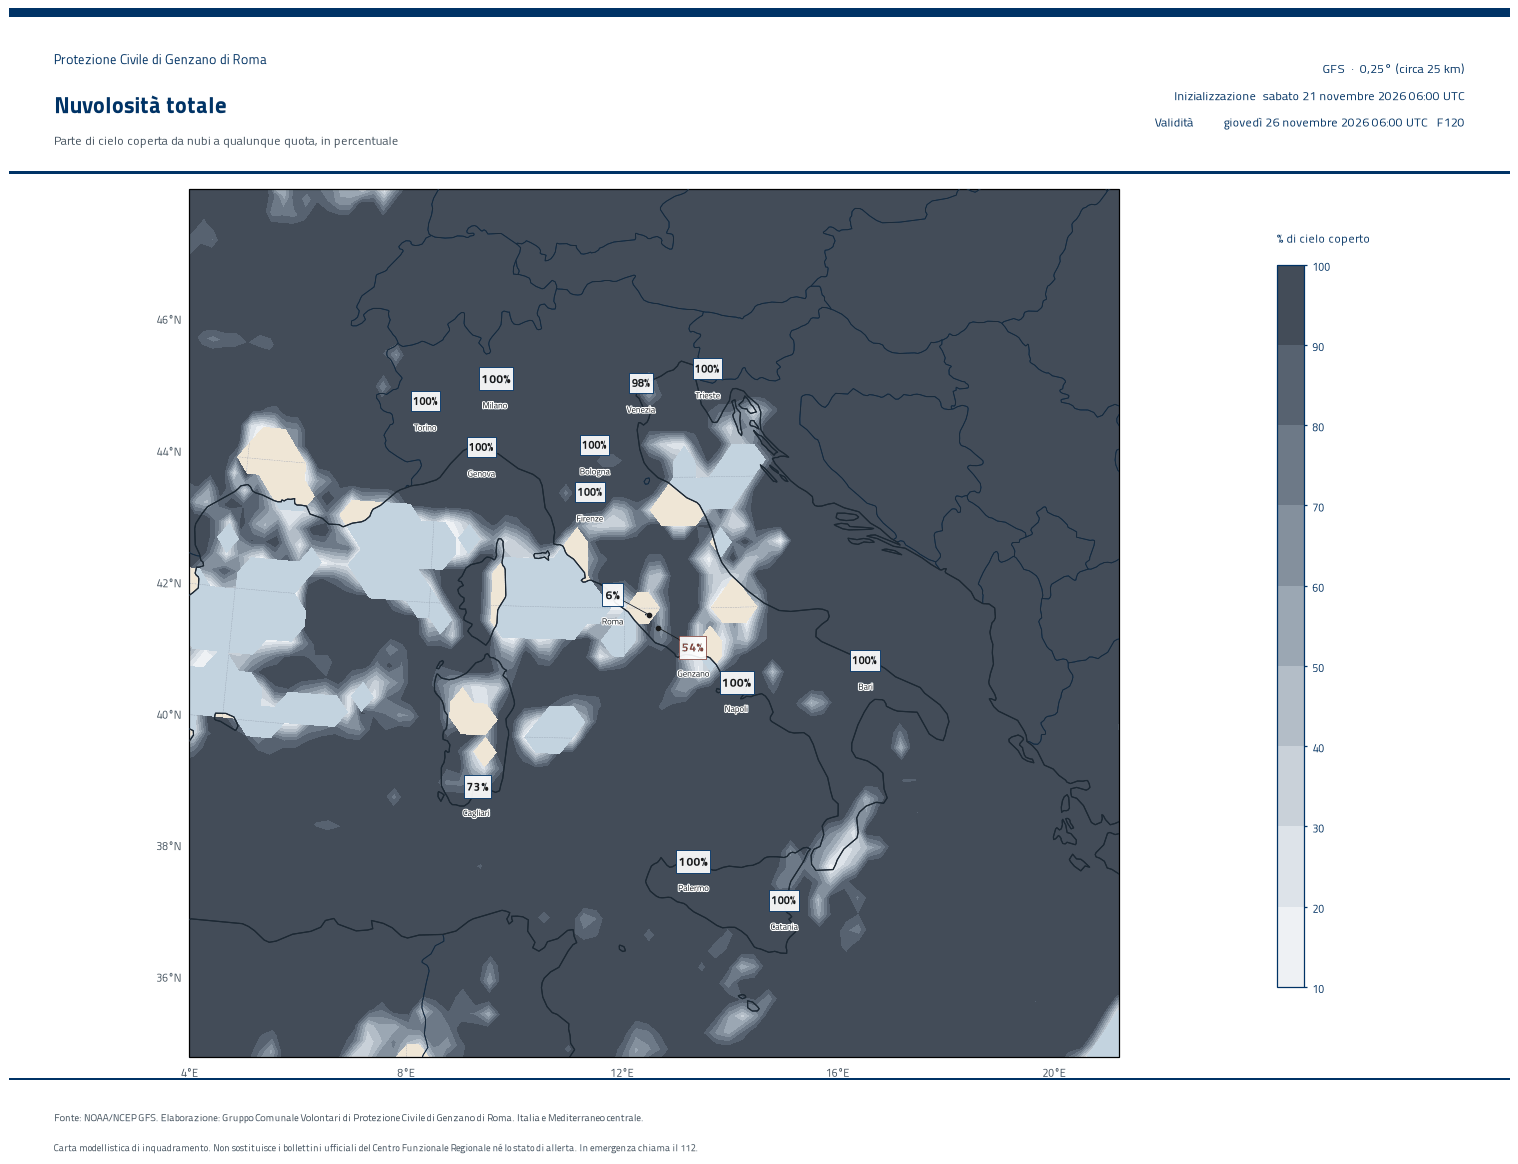 Protezione Civile di Genzano di Roma
Nuvolosità totale
Parte di cielo coperta da nubi a qualunque quota, in percentuale
GFS · 0,25° (circa 25 km)
Inizializzazione sabato 21 novembre 2026 06:00 UTC
Validità giovedì 26 novembre 2026 06:00 UTC F120
% di cielo coperto
100
90
80
70
60
50
40
30
20
10
46°N
44°N
42°N
40°N
38°N
36°N
4°E
8°E
12°E
16°E
20°E
100%
Trieste
100%
Milano
98%
Venezia
100%
Torino
100%
Genova
100%
Bologna
100%
Firenze
6%
Roma
54%
Genzano
100%
Bari
100%
Napoli
73%
Cagliari
100%
Palermo
100%
Catania
Fonte: NOAA/NCEP GFS. Elaborazione: Gruppo Comunale Volontari di Protezione Civile di Genzano di Roma. Italia e Mediterraneo centrale.
Carta modellistica di inquadramento. Non sostituisce i bollettini ufficiali del Centro Funzionale Regionale né lo stato di allerta. In emergenza chiama il 112.